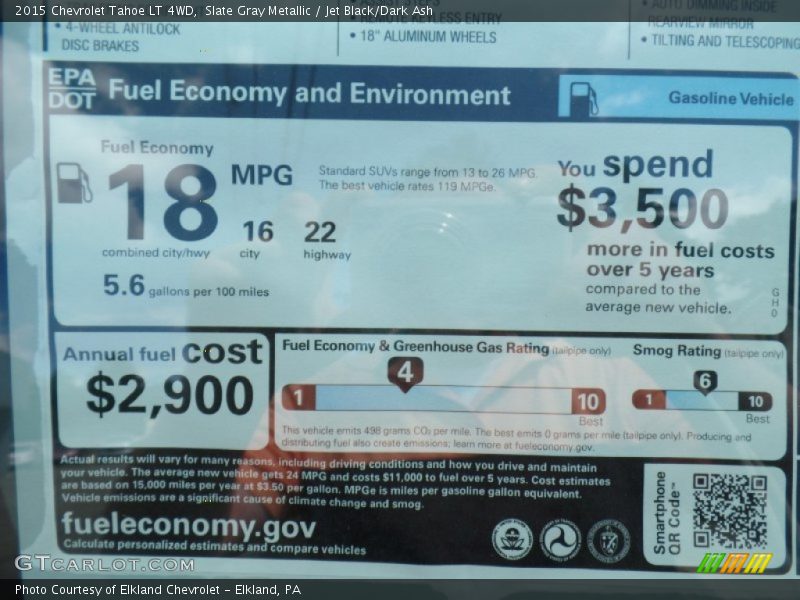 2015 Chevrolet Tahoe LT 4WD, Slate Gray Metallic / Jet Black/Dark Ash
• 4-WHEEL ANTILOCK
DISC BRAKES
• REMOTE KEYLESS ENTRY
• 18" ALUMINUM WHEELS
• AUTO DIMMING INSIDE
REARVIEW MIRROR
• TILTING AND TELESCOPING
EPA
DOT
Fuel Economy and Environment
Gasoline Vehicle
Fuel Economy
18 MPG
combined city/hwy
16
city
22
highway
5.6 gallons per 100 miles
Standard SUVs range from 13 to 26 MPG.
The best vehicle rates 119 MPGe.
You spend
$3,500
more in fuel costs
over 5 years
compared to the
average new vehicle.
GH0
Annual fuel cost
$2,900
Fuel Economy & Greenhouse Gas Rating (tailpipe only)
4
1
10
Best
Smog Rating (tailpipe only)
6
1
10
Best
This vehicle emits 498 grams CO₂ per mile. The best emits 0 grams per mile (tailpipe only). Producing and
distributing fuel also create emissions; learn more at fueleconomy.gov.
Actual results will vary for many reasons, including driving conditions and how you drive and maintain
your vehicle. The average new vehicle gets 24 MPG and costs $11,000 to fuel over 5 years. Cost estimates
are based on 15,000 miles per year at $3.50 per gallon. MPGe is miles per gasoline gallon equivalent.
Vehicle emissions are a significant cause of climate change and smog.
fueleconomy.gov
Calculate personalized estimates and compare vehicles
Smartphone
QR Code™
GTCarLot.com
Photo Courtesy of Elkland Chevrolet - Elkland, PA